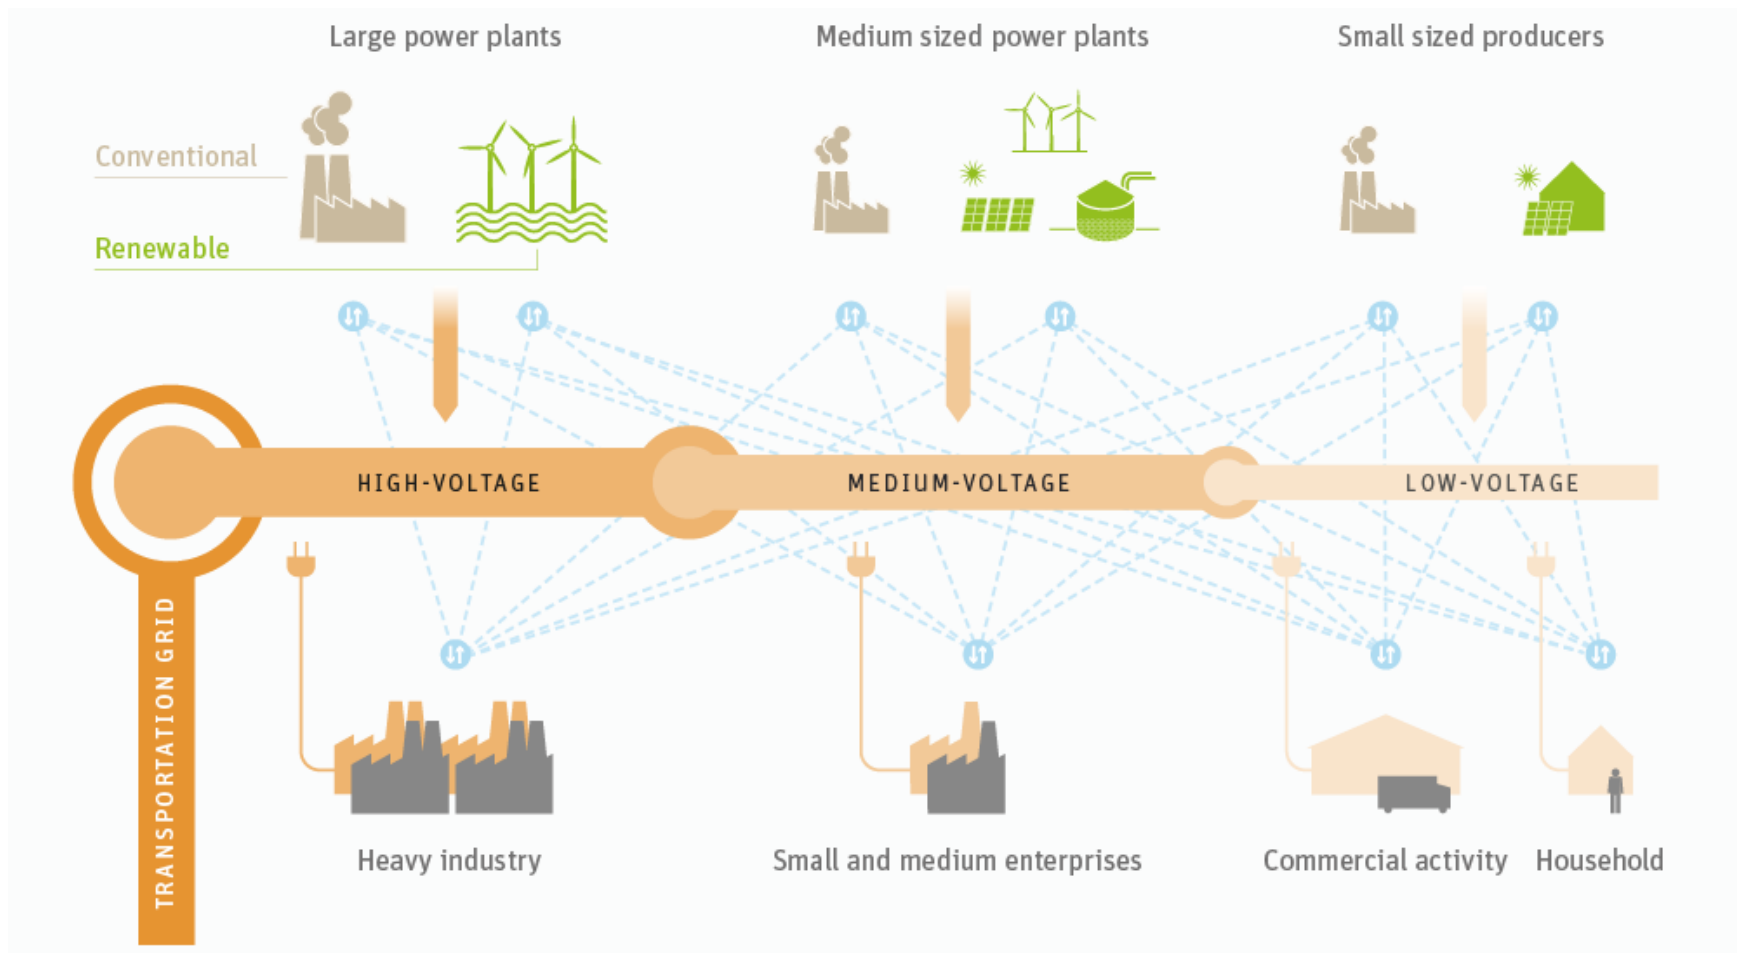 Large power plants
Medium sized power plants
Small sized producers
Conventional
Renewable
HIGH-VOLTAGE
MEDIUM-VOLTAGE
LOW-VOLTAGE
TRANSPORTATION GRID
Heavy industry
Small and medium enterprises
Commercial activity
Household